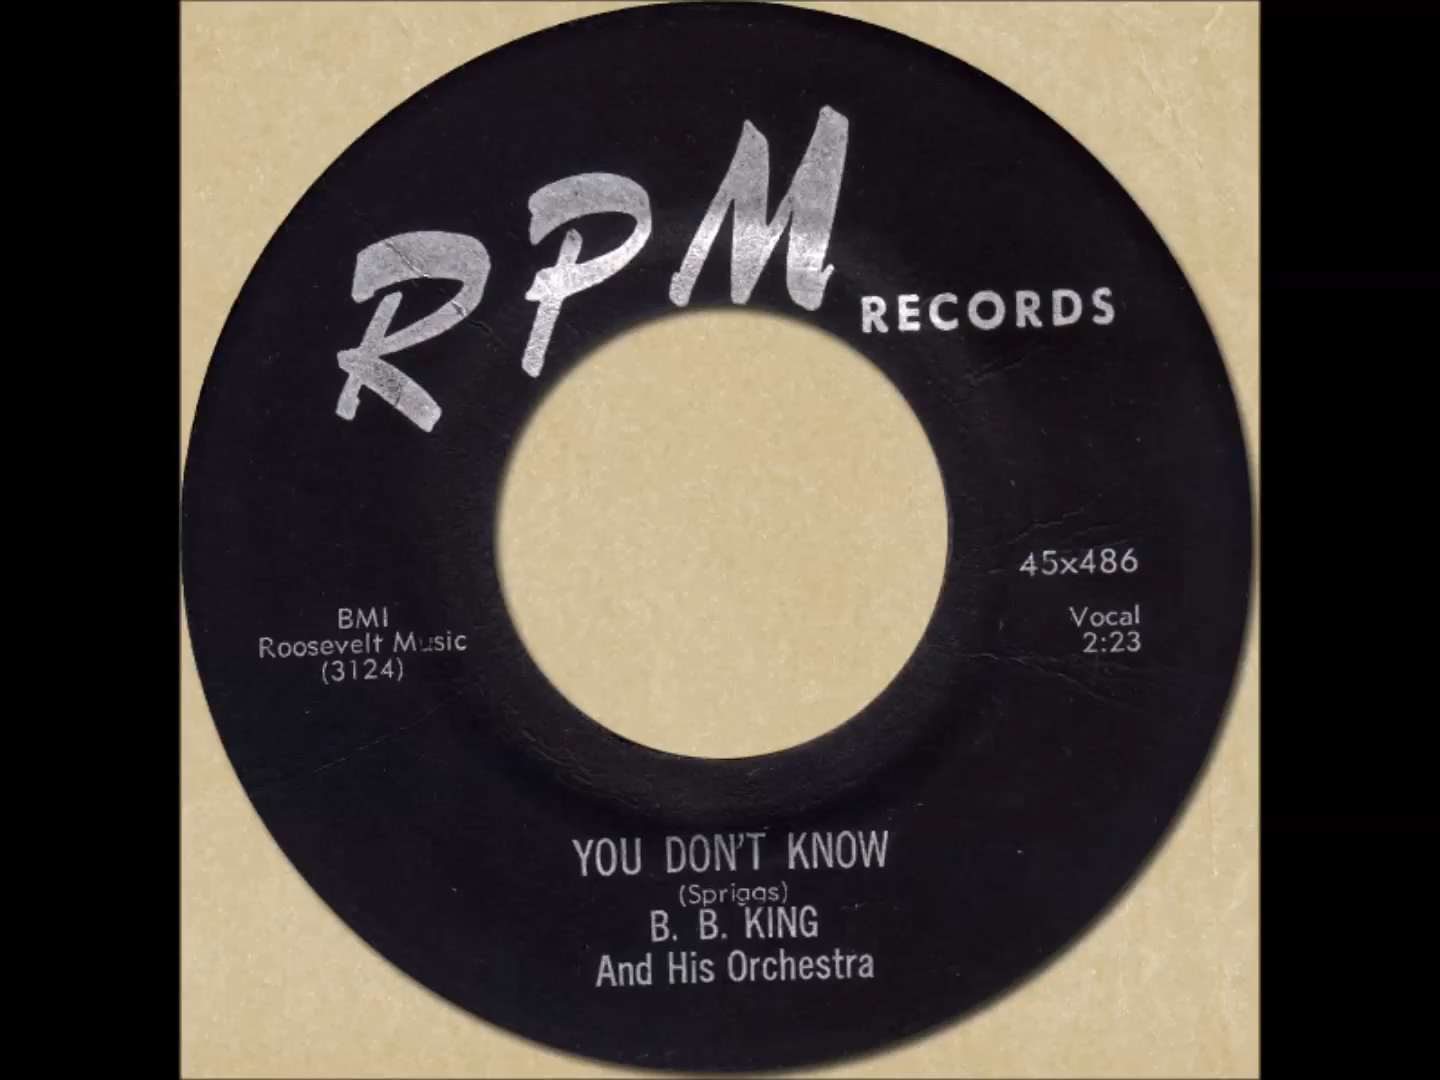 RPM RECORDS
45x486
BMI
Vocal
Roosevelt Music
2:23
(3124)
YOU DON'T KNOW
(Spriggs)
B. B. KING
And His Orchestra